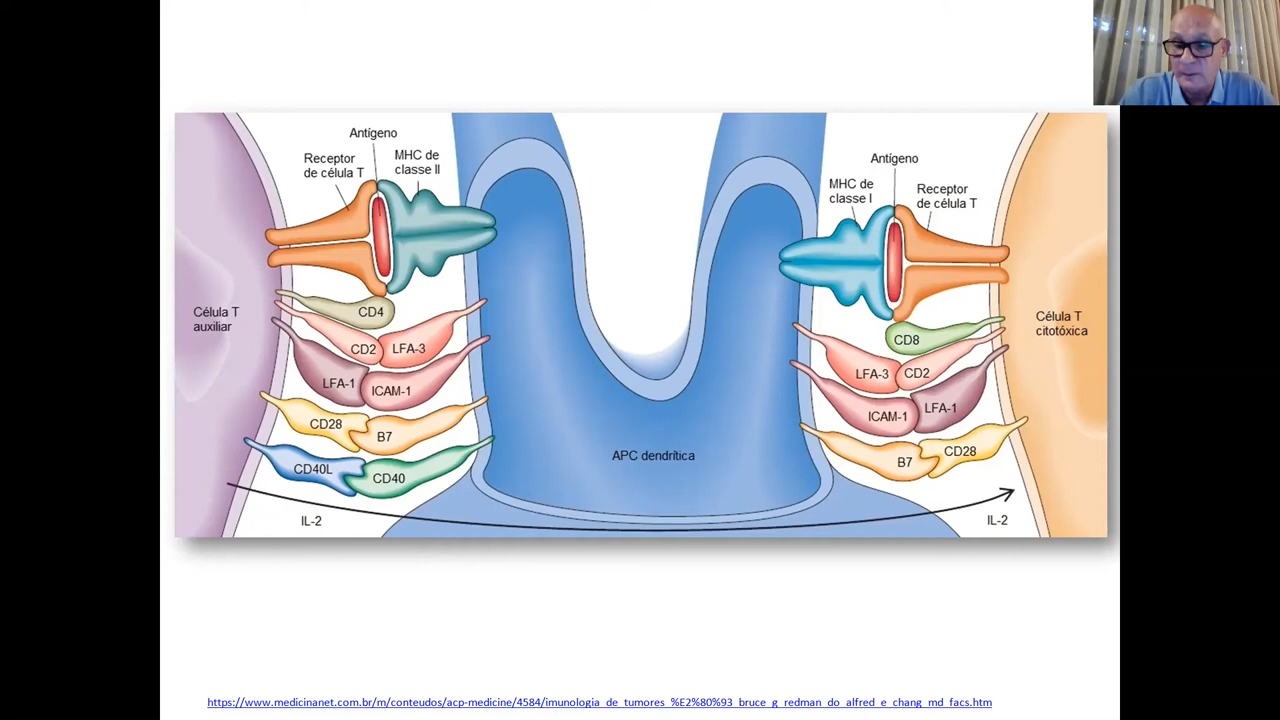 Antígeno
Receptor
de célula T
MHC de
classe II
Célula T
auxiliar
CD4
CD2
LFA-3
LFA-1
ICAM-1
CD28
B7
CD40L
CD40
IL-2
APC dendrítica
Antígeno
MHC de
classe I
Receptor
de célula T
Célula T
citotóxica
CD8
LFA-3
CD2
ICAM-1
LFA-1
B7
CD28
IL-2
https://www.medicinanet.com.br/m/conteudos/acp-medicine/4584/imunologia_de_tumores_%E2%80%93_bruce_g_redman_do_alfred_e_chang_md_facs.htm